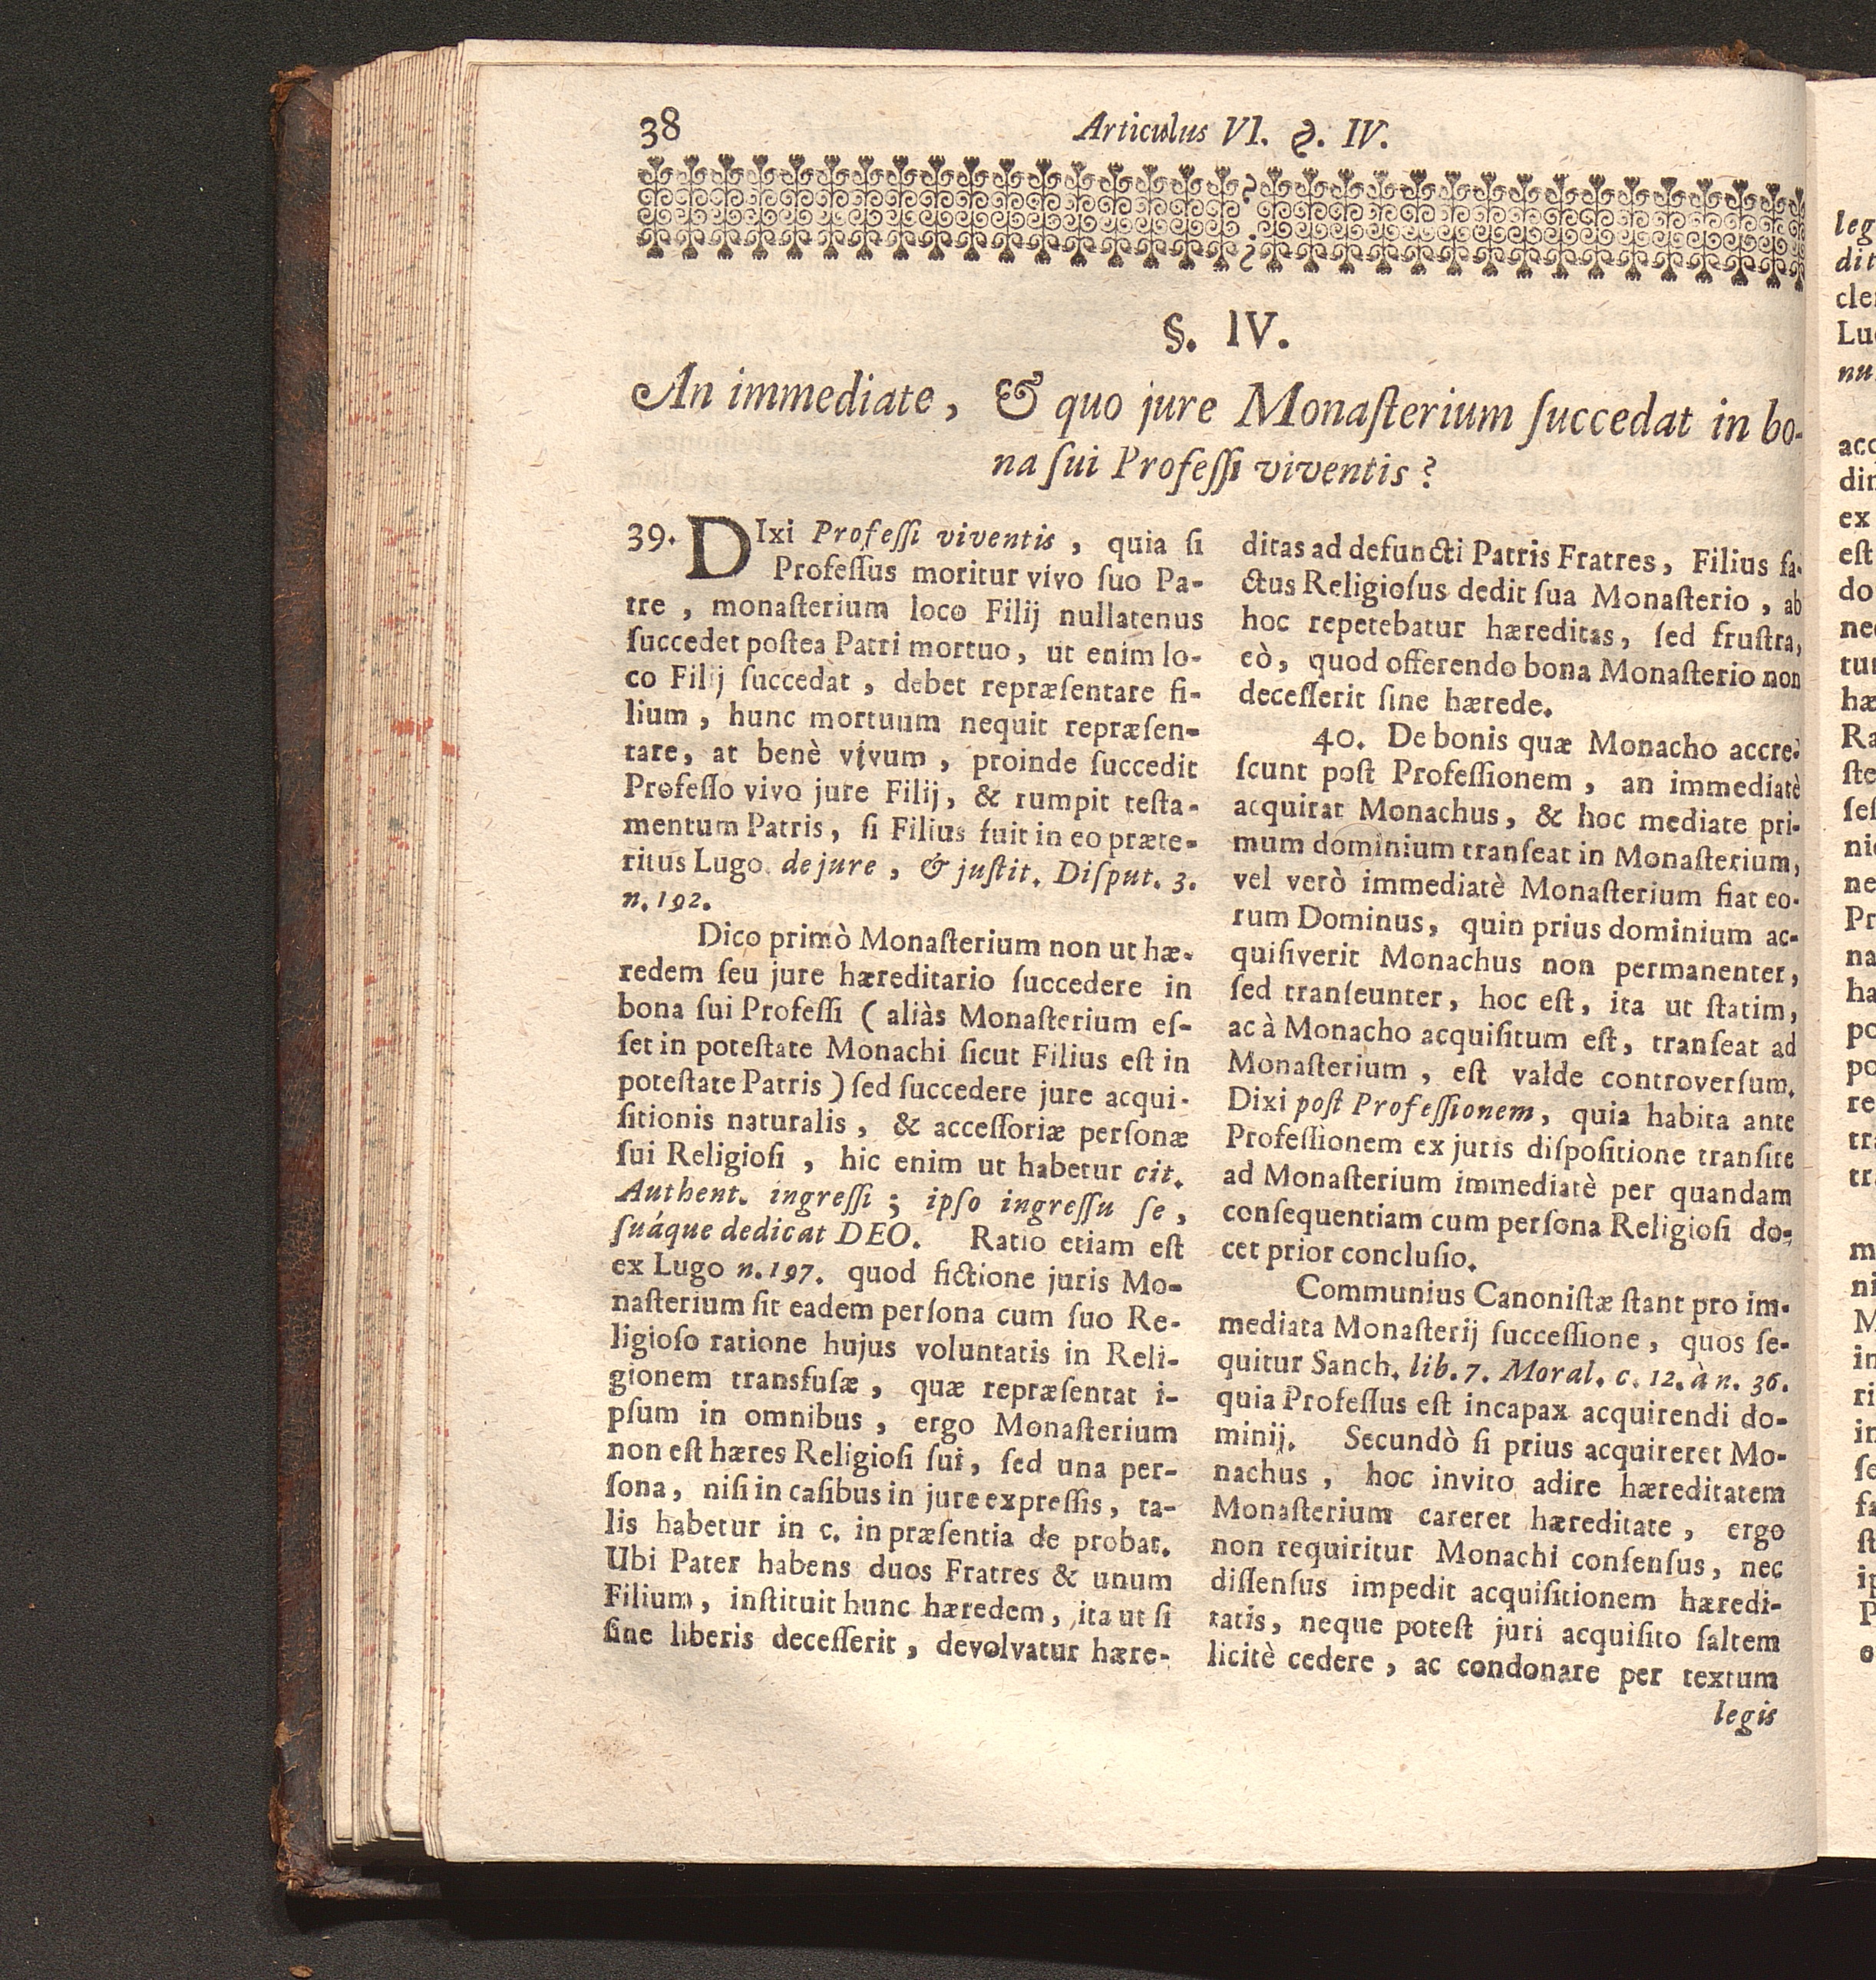 38
Articulus VI. §. IV.
§. IV.
An immediate, & quo jure Monaſterium ſuccedat in bo-
na ſui Profeſſi viventis?
39. DIxi Profeſſi viventis, quia ſi
Profeſſus moritur vivo ſuo Pa-
tre, monaſterium loco Filij nullatenus
ſuccedet poſtea Patri mortuo, ut enim lo-
co Filij ſuccedat, debet repræſentare fi-
lium, hunc mortuum nequit repræſen-
tare, at benè vivum, proinde ſuccedit
Profeſſo vivo jure Filij, & rumpit teſta-
mentum Patris, ſi Filius fuit in eo præte-
ritus Lugo de jure, & juſtit. Diſput. 3.
n. 192.
Dico primò Monaſterium non ut hæ-
redem ſeu jure hæreditario ſuccedere in
bona ſui Profeſſi (aliàs Monaſterium eſ-
ſet in poteſtate Monachi ſicut Filius eſt in
poteſtate Patris) ſed ſuccedere jure acqui-
ſitionis naturalis, & acceſſoriæ perſonæ
ſui Religioſi, hic enim ut habetur cit.
Authent. ingreſſi; ipſo ingreſſu ſe,
ſuáque dedicat DEO. Ratio etiam eſt
ex Lugo n. 197. quod fictione juris Mo-
naſterium ſit eadem perſona cum ſuo Re-
ligioſo ratione hujus voluntatis in Reli-
gionem transfuſæ, quæ repræſentat i-
pſum in omnibus, ergo Monaſterium
non eſt hæres Religioſi ſui, ſed una per-
ſona, niſi in caſibus in jure expreſſis, ta-
lis habetur in c. in præſentia de probat.
Ubi Pater habens duos Fratres & unum
Filium, inſtituit hunc hæredem, ita ut ſi
ſine liberis deceſſerit, devolvatur hære-
ditas ad defuncti Patris Fratres, Filius fa-
ctus Religioſus dedit ſua Monaſterio, ab
hoc repetebatur hæreditas, ſed fruſtra,
eò, quod offerendo bona Monaſterio non
deceſſerit ſine hærede.
40. De bonis quæ Monacho accre-
ſcunt poſt Profeſſionem, an immediatè
acquirat Monachus, & hoc mediate pri-
mum dominium tranſeat in Monaſterium,
vel verò immediatè Monaſterium fiat eo-
rum Dominus, quin prius dominium ac-
quiſiverit Monachus non permanenter,
ſed tranſeunter, hoc eſt, ita ut ſtatim,
ac à Monacho acquiſitum eſt, tranſeat ad
Monaſterium, eſt valde controverſum.
Dixi poſt Profeſſionem, quia habita ante
Profeſſionem ex juris diſpoſitione tranſire
ad Monaſterium immediatè per quandam
conſequentiam cum perſona Religioſi do-
cet prior concluſio.
Communius Canoniſtæ ſtant pro im-
mediata Monaſterij ſucceſſione, quos ſe-
quitur Sanch. lib. 7. Moral. c. 12. à n. 36.
quia Profeſſus eſt incapax acquirendi do-
minij. Secundò ſi prius acquireret Mo-
nachus, hoc invito adire hæreditatem
Monaſterium careret hæreditate, ergo
non requiritur Monachi conſenſus, nec
diſſenſus impedit acquiſitionem hæredi-
tatis, neque poteſt juri acquiſito ſaltem
licitè cedere, ac condonare per textum
legis